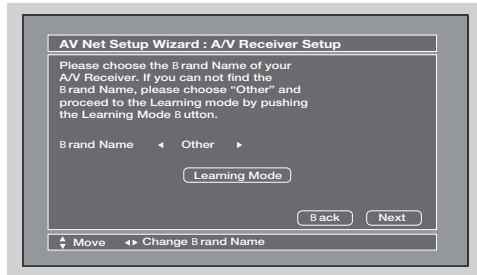 AV Net Setup Wizard : A/V Receiver Setup
Please choose the Brand Name of your
A/V Receiver. If you can not find the
Brand Name, please choose “Other” and
proceed to the Learning mode by pushing
the Learning Mode Button.
Brand Name ◂ Other ▸
Learning Mode
Back Next
Move ◂▸ Change Brand Name